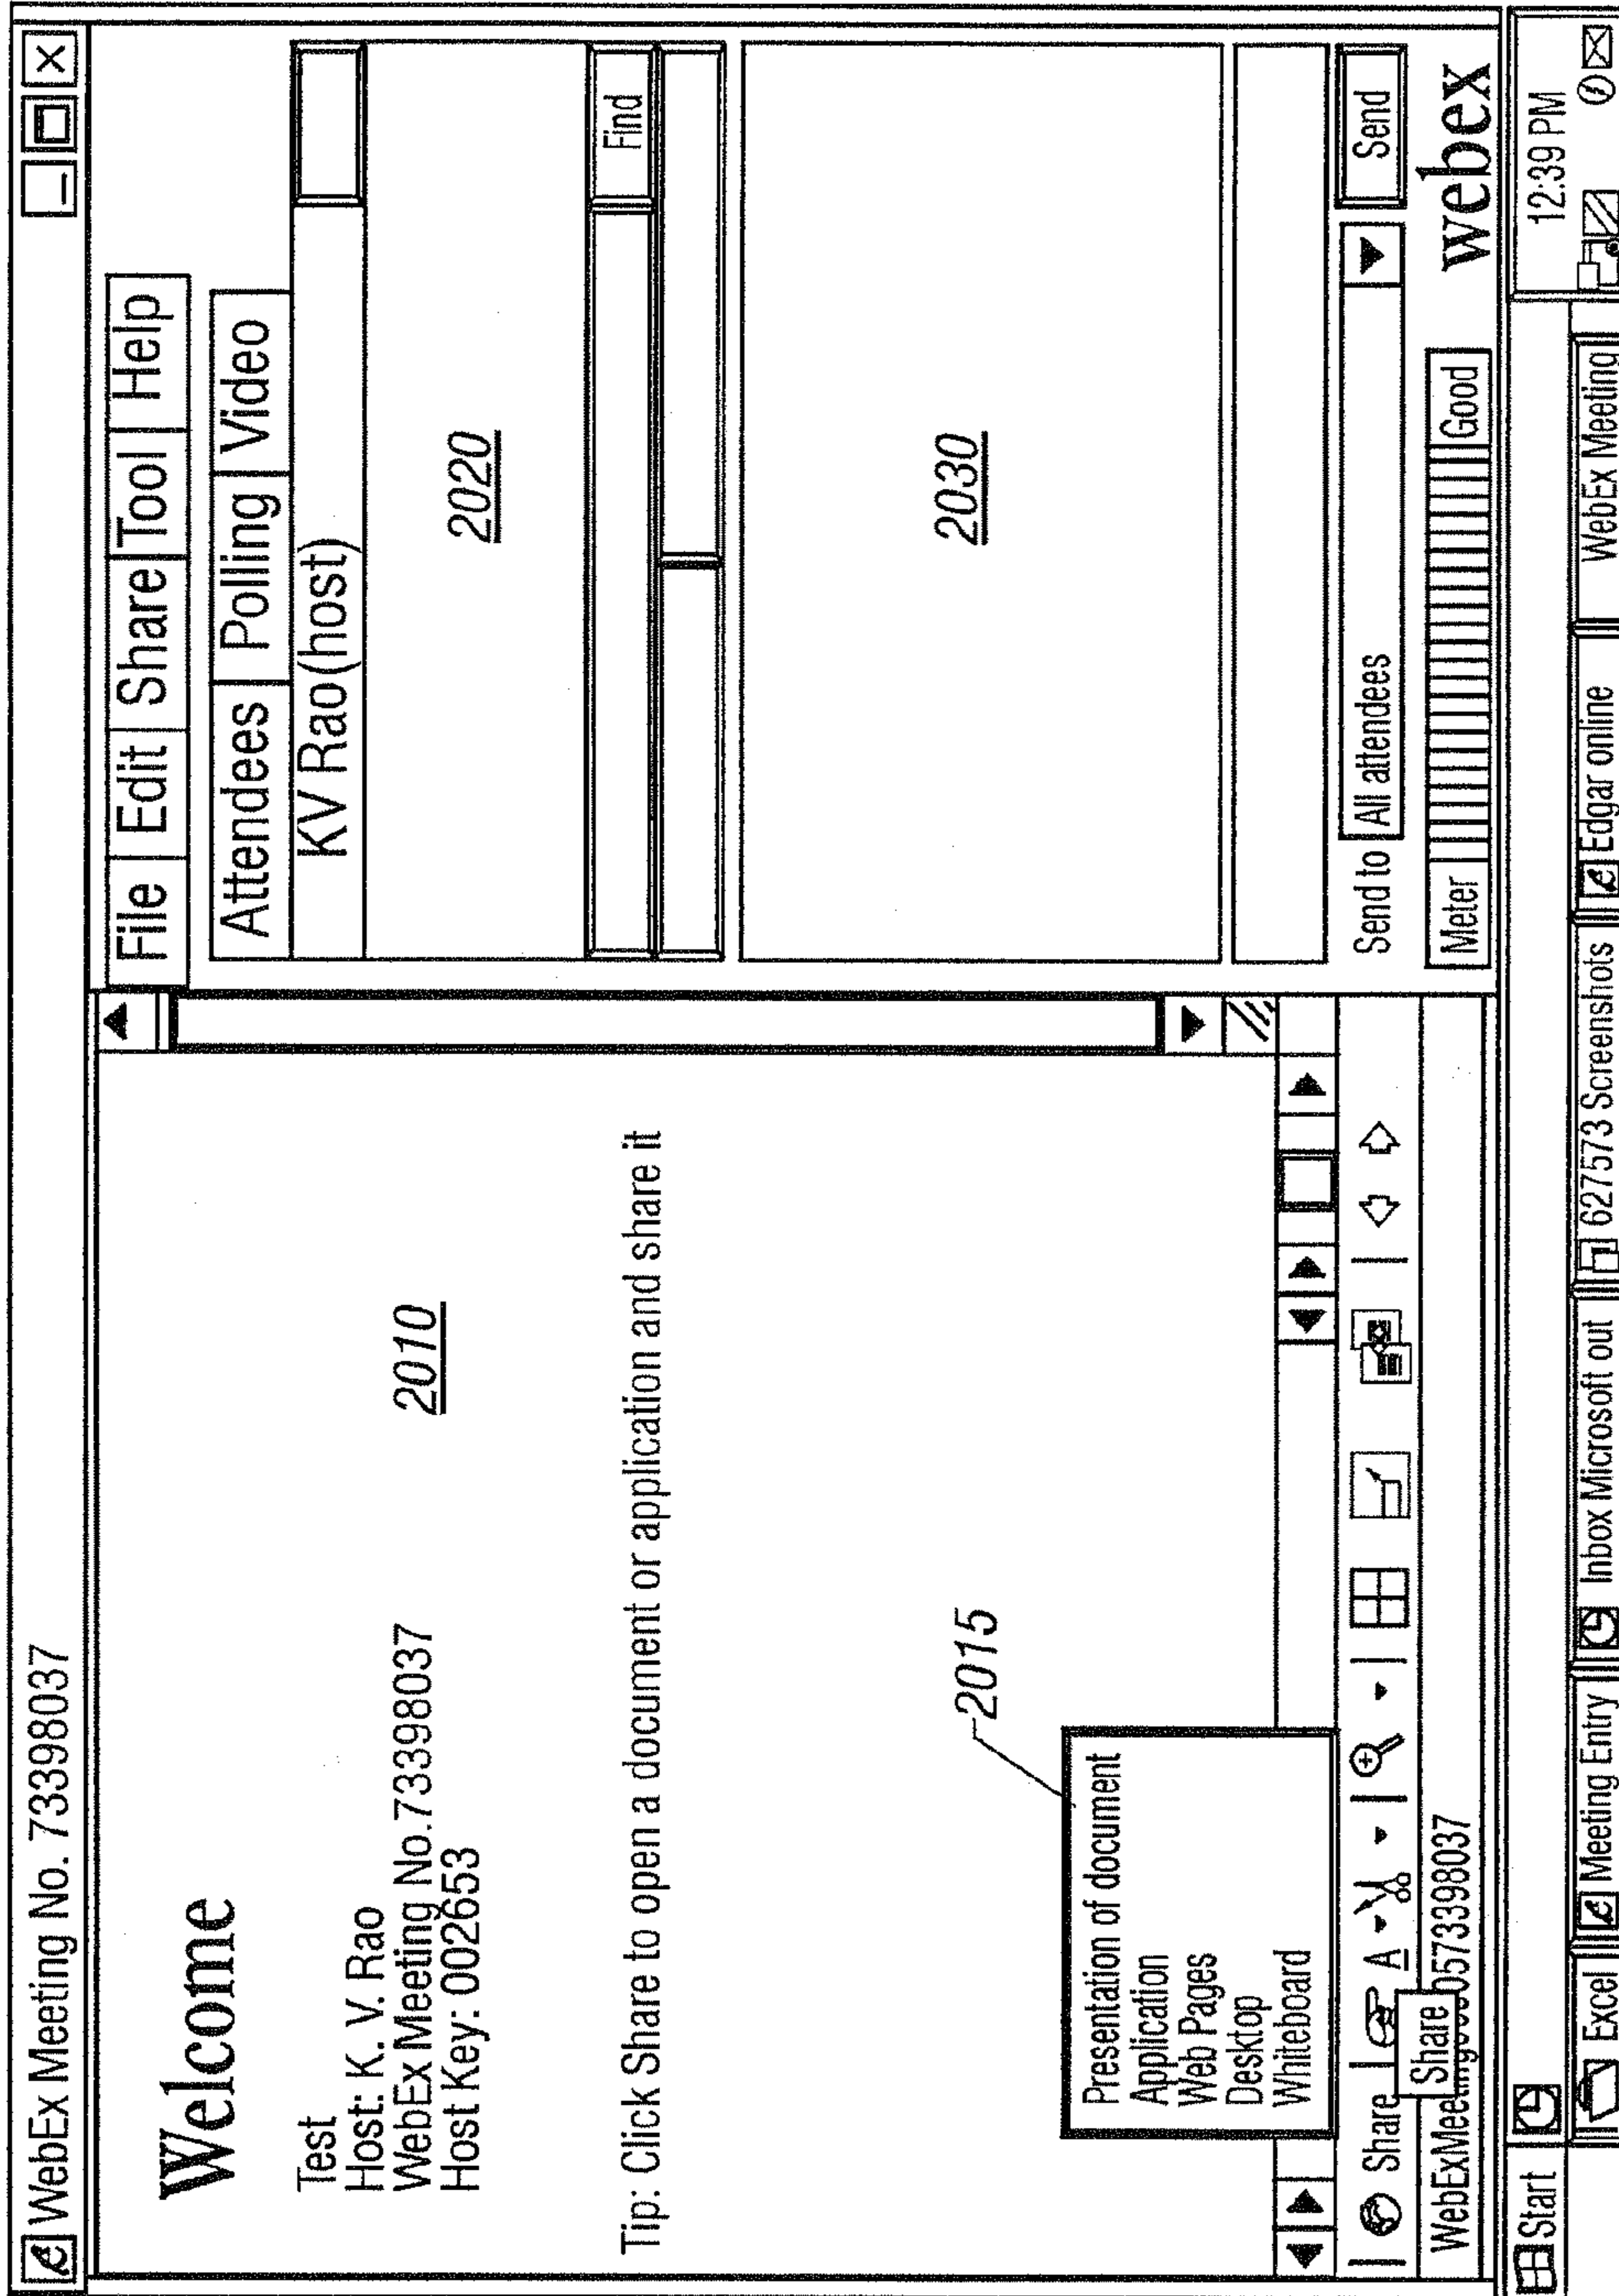 WebEx Meeting No. 73398037
File Edit Share Tool Help
Attendees Polling Video
KV Rao(host)
Welcome
Test
Host: K. V. Rao
WebEx Meeting No.73398037
Host Key: 002653
2010
2020
Find
Tip: Click Share to open a document or application and share it
2030
2015
Presentation of document
Application
Web Pages
Desktop
Whiteboard
Send to All attendees Send
Share A
Share
Meter Good webex
Start 12:39 PM
Excel Meeting Entry Inbox Microsoft out 627573 Screenshots Edgar online WebEx Meeting